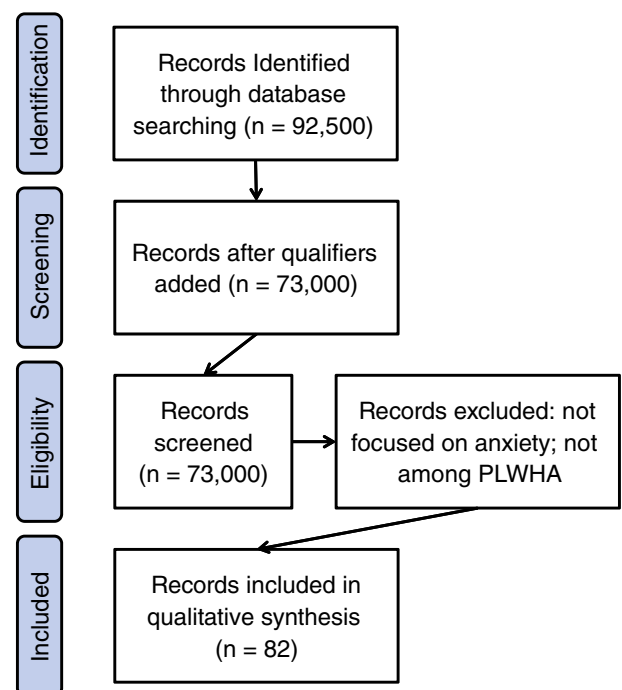 Identification
Records Identified
through database
searching (n = 92,500)
Screening
Records after qualifiers
added (n = 73,000)
Eligibility
Records
screened
(n = 73,000)
Records excluded: not
focused on anxiety; not
among PLWHA
Included
Records included in
qualitative synthesis
(n = 82)